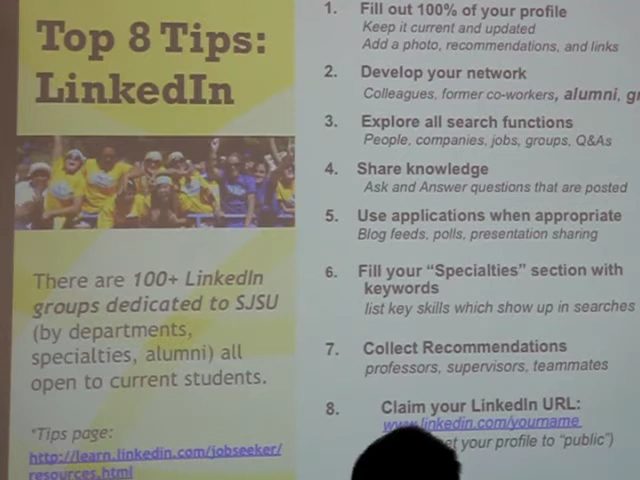 Top 8 Tips:
LinkedIn
There are 100+ LinkedIn
groups dedicated to SJSU
(by departments,
specialties, alumni) all
open to current students.
*Tips page:
http://learn.linkedin.com/jobseeker/
resources.html
1. Fill out 100% of your profile
Keep it current and updated
Add a photo, recommendations, and links
2. Develop your network
Colleagues, former co-workers, alumni,
3. Explore all search functions
People, companies, jobs, groups, Q&As
4. Share knowledge
Ask and Answer questions that are posted
5. Use applications when appropriate
Blog feeds, polls, presentation sharing
6. Fill your “Specialties” section with
keywords
list key skills which show up in searches
7. Collect Recommendations
professors, supervisors, teammates
8. Claim your LinkedIn URL:
www.linkedin.com/yourname
your profile to “public”)